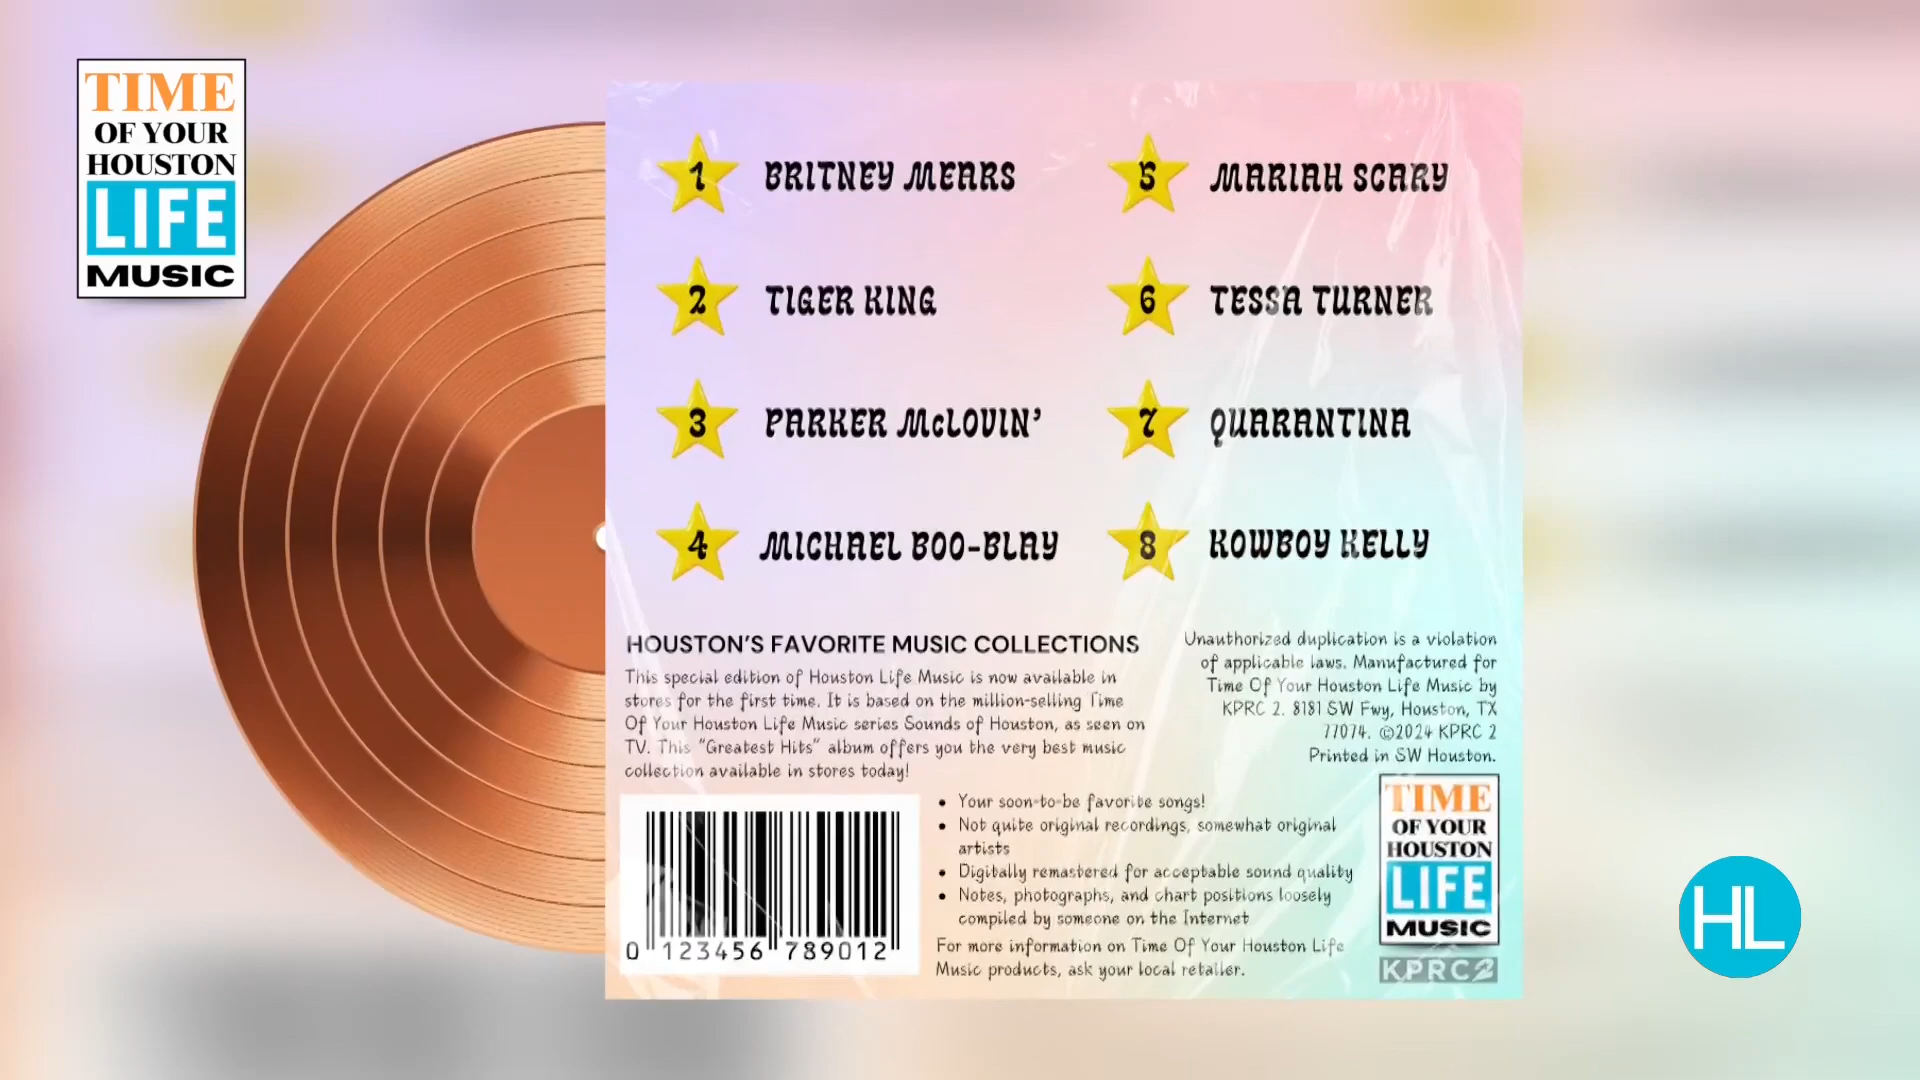 TIME
OF YOUR
HOUSTON
LIFE
MUSIC
1 BRITNEY MEARS
2 TIGER KING
3 PARKER McLOVIN'
4 MICHAEL BOO-BLAY
5 MARIAH SCARY
6 TESSA TURNER
7 QUARANTINA
8 KOWBOY KELLY
HOUSTON'S FAVORITE MUSIC COLLECTIONS
This special edition of Houston Life Music is now available in
stores for the first time. It is based on the million-selling Time
Of Your Houston Life Music series Sounds of Houston, as seen on
TV. This "Greatest Hits" album offers you the very best music
collection available in stores today!
Unauthorized duplication is a violation
of applicable laws. Manufactured for
Time Of Your Houston Life Music by
KPRC 2. 8181 SW Fwy, Houston, TX
77074. ©2024 KPRC 2
Printed in SW Houston.
0 123456 789012
• Your soon-to-be favorite songs!
• Not quite original recordings, somewhat original
artists
• Digitally remastered for acceptable sound quality
• Notes, photographs, and chart positions loosely
compiled by someone on the Internet
For more information on Time Of Your Houston Life
Music products, ask your local retailer.
TIME
OF YOUR
HOUSTON
LIFE
MUSIC
KPRC2
HL